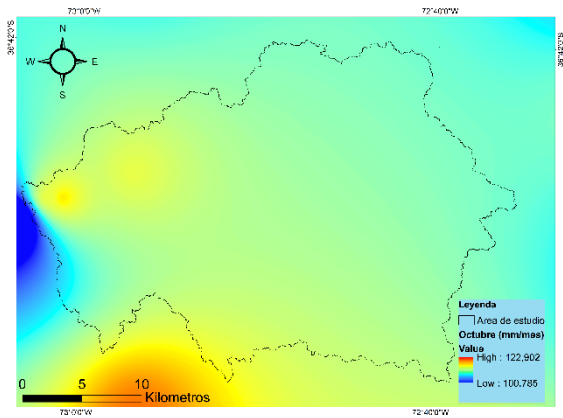 73°0'0"W 72°40'0"W
36°42'0"S 36°42'0"S
N
W E
S
Leyenda
Area de estudio
Octubre (mm/mes)
Value
High : 122,902
Low : 100,785
0 5 10
Kilometros
73°0'0"W 72°40'0"W